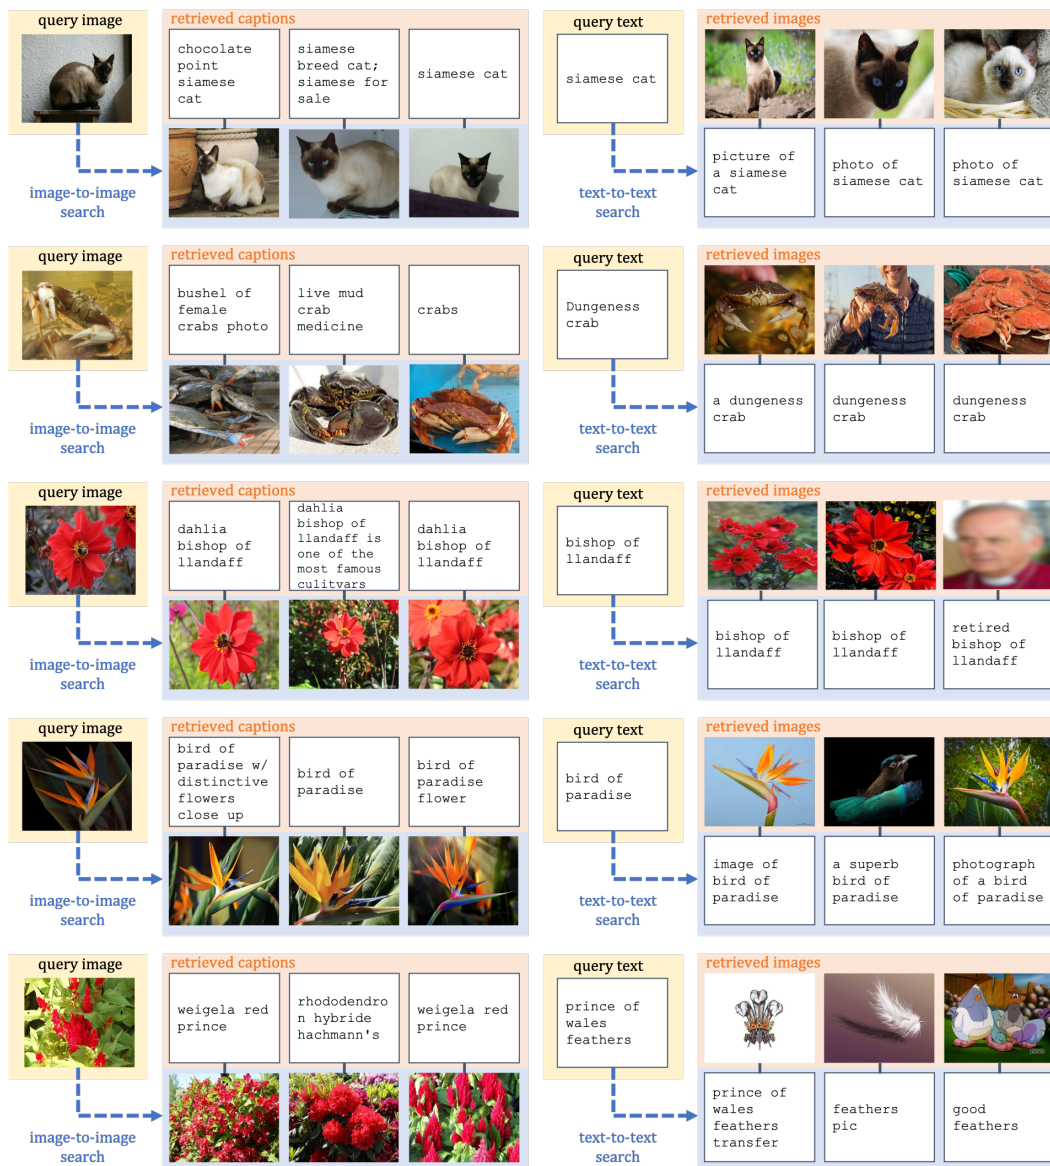 query image
retrieved captions
chocolate
point
siamese
cat
siamese
breed cat;
siamese for
sale
siamese cat
image-to-image
search
query text
retrieved images
siamese cat
picture of
a siamese
cat
photo of
siamese cat
photo of
siamese cat
text-to-text
search
query image
retrieved captions
bushel of
female
crabs photo
live mud
crab
medicine
crabs
image-to-image
search
query text
retrieved images
Dungeness
crab
a dungeness
crab
dungeness
crab
dungeness
crab
text-to-text
search
query image
retrieved captions
dahlia
bishop of
llandaff
dahlia
bishop of
llandaff is
one of the
most famous
culitvars
dahlia
bishop of
llandaff
image-to-image
search
query text
retrieved images
bishop of
llandaff
bishop of
llandaff
bishop of
llandaff
retired
bishop of
llandaff
text-to-text
search
query image
retrieved captions
bird of
paradise w/
distinctive
flowers
close up
bird of
paradise
bird of
paradise
flower
image-to-image
search
query text
retrieved images
bird of
paradise
image of
bird of
paradise
a superb
bird of
paradise
photograph
of a bird
of paradise
text-to-text
search
query image
retrieved captions
weigela red
prince
rhododendro
n hybride
hachmann's
weigela red
prince
image-to-image
search
query text
retrieved images
prince of
wales
feathers
prince of
wales
feathers
transfer
feathers
pic
good
feathers
text-to-text
search